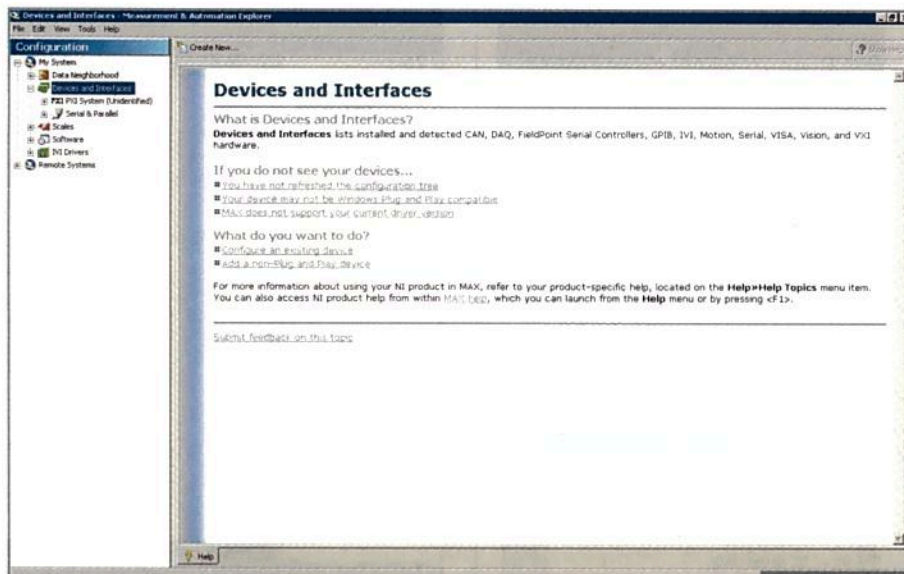 Devices and Interfaces - Measurement & Automation Explorer
File Edit View Tools Help
Configuration
My System
Data Neighborhood
Devices and Interfaces
PXI PXI System (Unidentified)
Serial & Parallel
Scales
Software
IVI Drivers
Remote Systems
Create New...
Devices and Interfaces
What is Devices and Interfaces?
Devices and Interfaces lists installed and detected CAN, DAQ, FieldPoint Serial Controllers, GPIB, IVI, Motion, Serial, VISA, Vision, and VXI
hardware.
If you do not see your devices...
You have not refreshed the configuration tree
Your device may not be Windows Plug and Play compatible
MAX does not support your current driver version
What do you want to do?
Configure an existing device
Add a non-Plug and Play device
For more information about using your NI product in MAX, refer to your product-specific help, located on the Help»Help Topics menu item.
You can also access NI product help from within MAX help, which you can launch from the Help menu or by pressing <F1>.
Submit feedback on this topic
Help